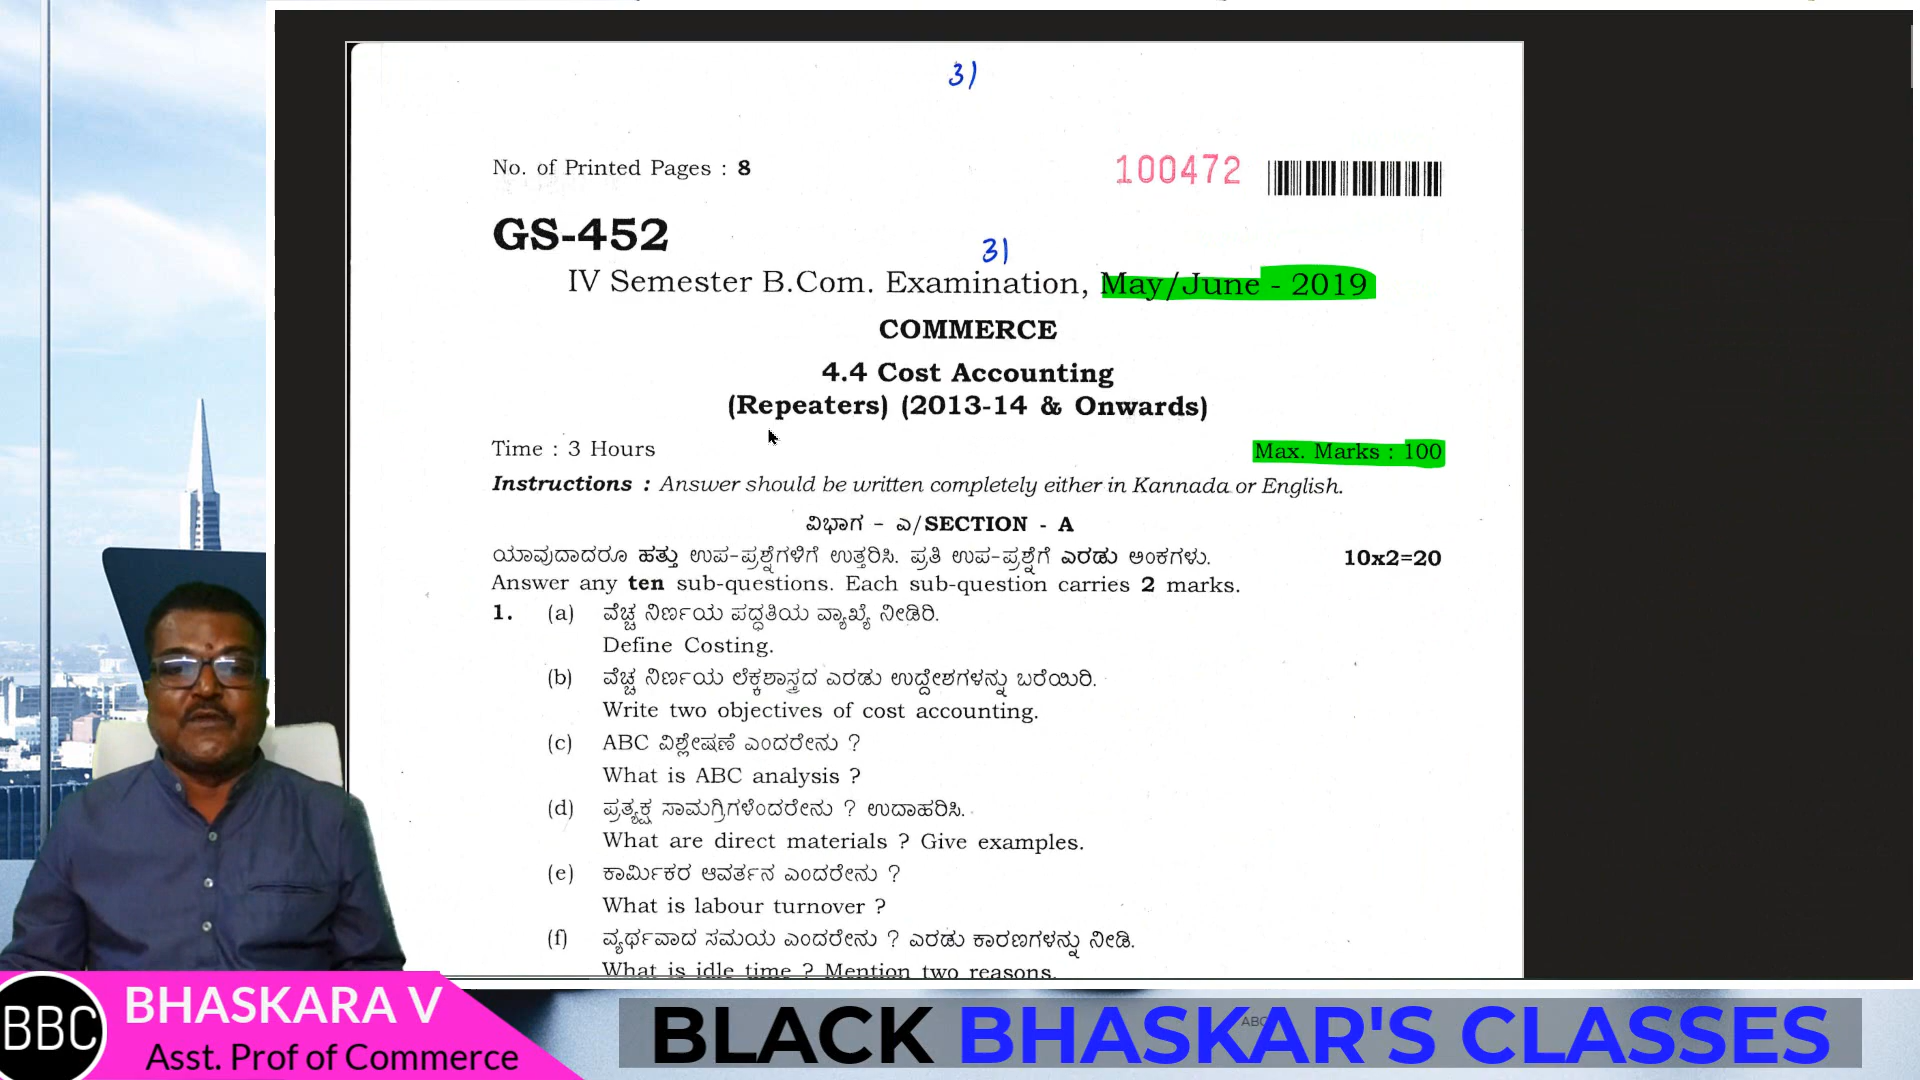 3)
No. of Printed Pages : 8
100472
GS-452
3)
IV Semester B.Com. Examination, May/June - 2019
COMMERCE
4.4 Cost Accounting
(Repeaters) (2013-14 & Onwards)
Time : 3 Hours
Max. Marks : 100
Instructions : Answer should be written completely either in Kannada or English.
ವಿಭಾಗ - ಎ/SECTION - A
ಯಾವುದಾದರೂ ಹತ್ತು ಉಪ-ಪ್ರಶ್ನೆಗಳಿಗೆ ಉತ್ತರಿಸಿ. ಪ್ರತಿ ಉಪ-ಪ್ರಶ್ನೆಗೆ ಎರಡು ಅಂಕಗಳು. 10x2=20
Answer any ten sub-questions. Each sub-question carries 2 marks.
1. (a) ವೆಚ್ಚ ನಿರ್ಣಯ ಪದ್ಧತಿಯ ವ್ಯಾಖ್ಯೆ ನೀಡಿರಿ.
Define Costing.
(b) ವೆಚ್ಚ ನಿರ್ಣಯ ಲೆಕ್ಕಶಾಸ್ತ್ರದ ಎರಡು ಉದ್ದೇಶಗಳನ್ನು ಬರೆಯಿರಿ.
Write two objectives of cost accounting.
(c) ABC ವಿಶ್ಲೇಷಣೆ ಎಂದರೇನು ?
What is ABC analysis ?
(d) ಪ್ರತ್ಯಕ್ಷ ಸಾಮಗ್ರಿಗಳೆಂದರೇನು ? ಉದಾಹರಿಸಿ.
What are direct materials ? Give examples.
(e) ಕಾರ್ಮಿಕರ ಆವರ್ತನ ಎಂದರೇನು ?
What is labour turnover ?
(f) ವ್ಯರ್ಥವಾದ ಸಮಯ ಎಂದರೇನು ? ಎರಡು ಕಾರಣಗಳನ್ನು ನೀಡಿ.
What is idle time ? Mention two reasons.
BBC
BHASKARA V
Asst. Prof of Commerce
BLACK BHASKAR'S CLASSES
ABC